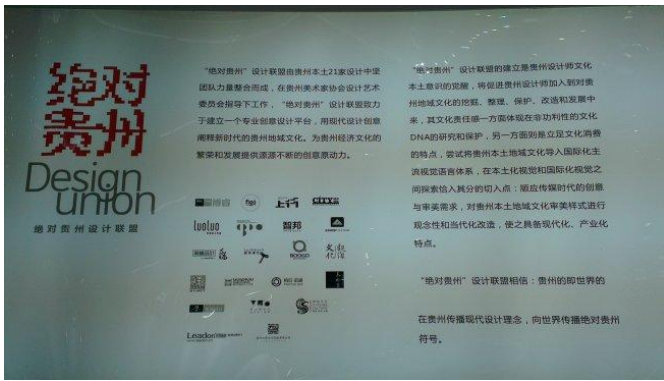 绝对
贵州
Design
union
绝对贵州设计联盟
“绝对贵州”设计联盟由贵州本土21家设计中坚
团队力量整合而成，在贵州美术家协会设计艺术
委员会指导下工作，“绝对贵州”设计联盟致力
于建立一个专业创意设计平台，用现代设计创意
阐释新时代的贵州地域文化。为贵州经济文化的
繁荣和发展提供源源不断的创意原动力。
luoluo
智邦
Leader
“绝对贵州”设计联盟的建立是贵州设计师文化
本土意识的觉醒，将促进贵州设计师加入到对贵
州地域文化的挖掘、整理、保护、改造和发展中
来，其文化责任感一方面体现在非功利性的文化
DNA的研究和保护，另一方面则是立足文化消费
的特点，尝试将贵州本土地域文化导入国际化主
流视觉语言体系，在本土化视觉和国际化视觉之
间探索恰入其分的切入点；顺应传媒时代的创意
与审美需求，对贵州本土地域文化审美样式进行
观念性和当代化改造，使之具备现代化、产业化
特点。
“绝对贵州”设计联盟相信：贵州的即世界的
在贵州传播现代设计理念，向世界传播绝对贵州
符号。